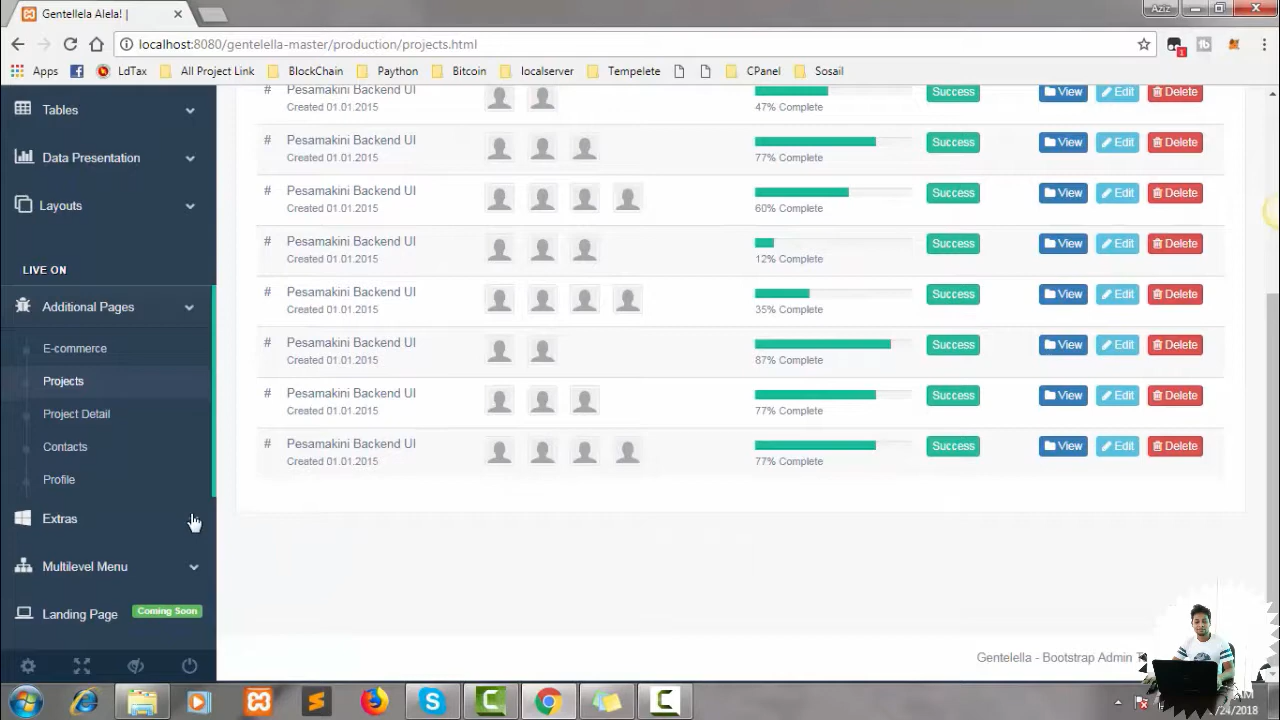 Gentellela Alela! |
Aziz
localhost:8080/gentelella-master/production/projects.html
1
Apps
LdTax
All Project Link
BlockChain
Paython
Bitcoin
localserver
Tempelete
CPanel
Sosail
Tables
Data Presentation
Layouts
LIVE ON
Additional Pages
E-commerce
Projects
Project Detail
Contacts
Profile
Extras
Multilevel Menu
Landing Page Coming Soon
# Pesamakini Backend UI Success View Edit Delete
Created 01.01.2015 47% Complete
# Pesamakini Backend UI Success View Edit Delete
Created 01.01.2015 77% Complete
# Pesamakini Backend UI Success View Edit Delete
Created 01.01.2015 60% Complete
# Pesamakini Backend UI Success View Edit Delete
Created 01.01.2015 12% Complete
# Pesamakini Backend UI Success View Edit Delete
Created 01.01.2015 35% Complete
# Pesamakini Backend UI Success View Edit Delete
Created 01.01.2015 87% Complete
# Pesamakini Backend UI Success View Edit Delete
Created 01.01.2015 77% Complete
# Pesamakini Backend UI Success View Edit Delete
Created 01.01.2015 77% Complete
Gentelella - Bootstrap Admin